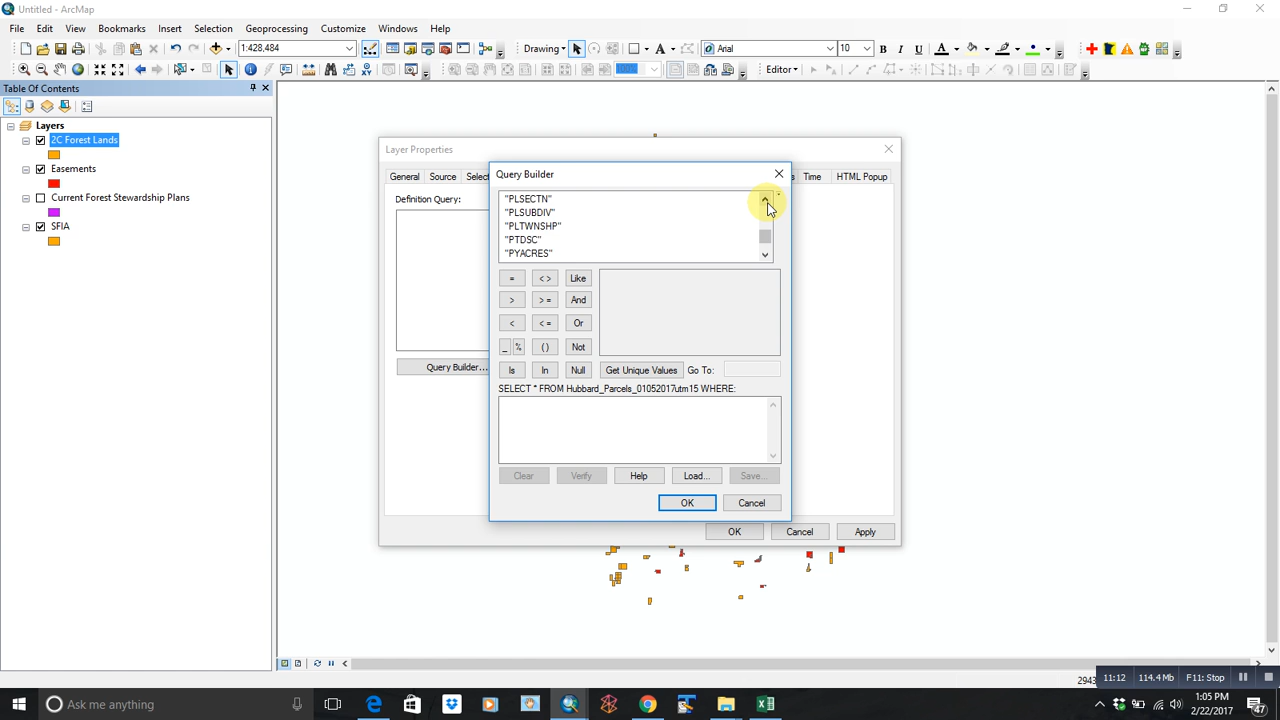 Untitled - ArcMap
File Edit View Bookmarks Insert Selection Geoprocessing Customize Windows Help
1:428,484 Drawing Arial 10 B I U A
100% Editor
Table Of Contents
Layers
2C Forest Lands
Easements
Current Forest Stewardship Plans
SFIA
Layer Properties
General Source Select s Time HTML Popup
Definition Query:
Query Builder...
OK Cancel Apply
Query Builder
"PLSECTN"
"PLSUBDIV"
"PLTWNSHP"
"PTDSC"
"PYACRES"
= < > Like
> > = And
< < = Or
_ % ( ) Not
Is In Null Get Unique Values Go To:
SELECT * FROM Hubbard_Parcels_01052017utm15 WHERE:
Clear Verify Help Load... Save...
OK Cancel
2943
11:12 114.4 Mb F11: Stop
Ask me anything
1:05 PM
2/22/2017
47